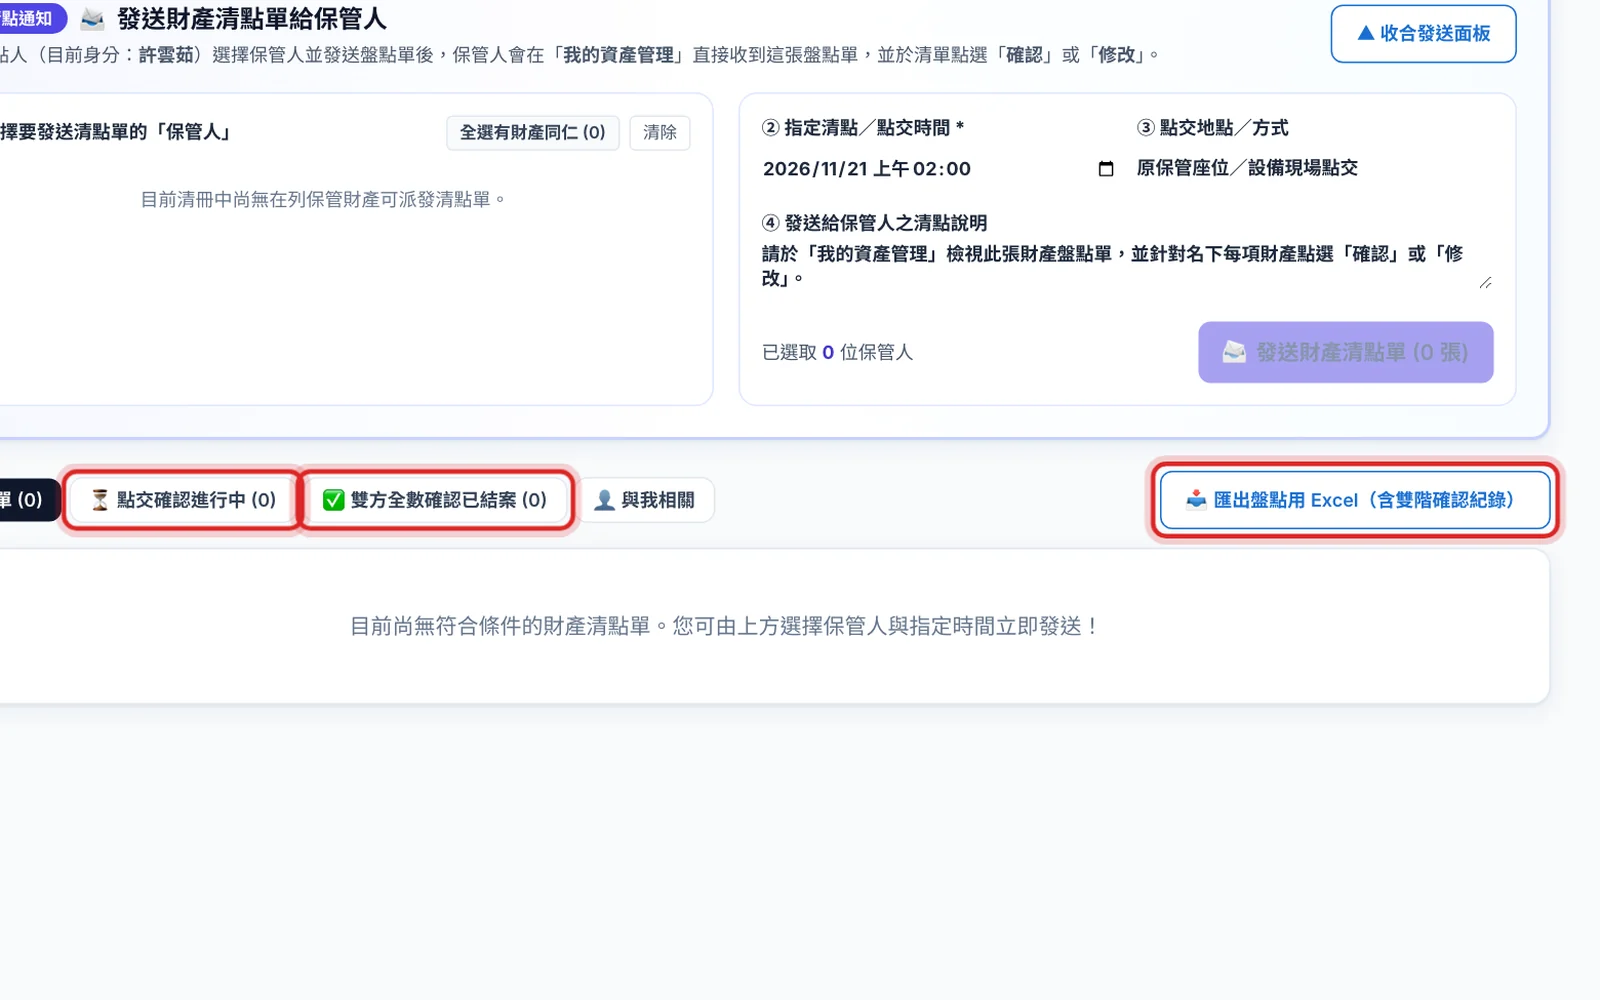 點通知 發送財產清點單給保管人
▲ 收合發送面板
點人（目前身分：許雲茹）選擇保管人並發送盤點單後，保管人會在「我的資產管理」直接收到這張盤點單，並於清單點選「確認」或「修改」。
擇要發送清點單的「保管人」
全選有財產同仁 (0)
清除
目前清冊中尚無在列保管財產可派發清點單。
② 指定清點／點交時間 *
③ 點交地點／方式
2026/11/21 上午 02:00
原保管座位／設備現場點交
④ 發送給保管人之清點說明
請於「我的資產管理」檢視此張財產盤點單，並針對名下每項財產點選「確認」或「修
改」。
已選取 0 位保管人
發送財產清點單 (0 張)
單 (0)
點交確認進行中 (0)
雙方全數確認已結案 (0)
與我相關
匯出盤點用 Excel（含雙階確認紀錄）
目前尚無符合條件的財產清點單。您可由上方選擇保管人與指定時間立即發送！